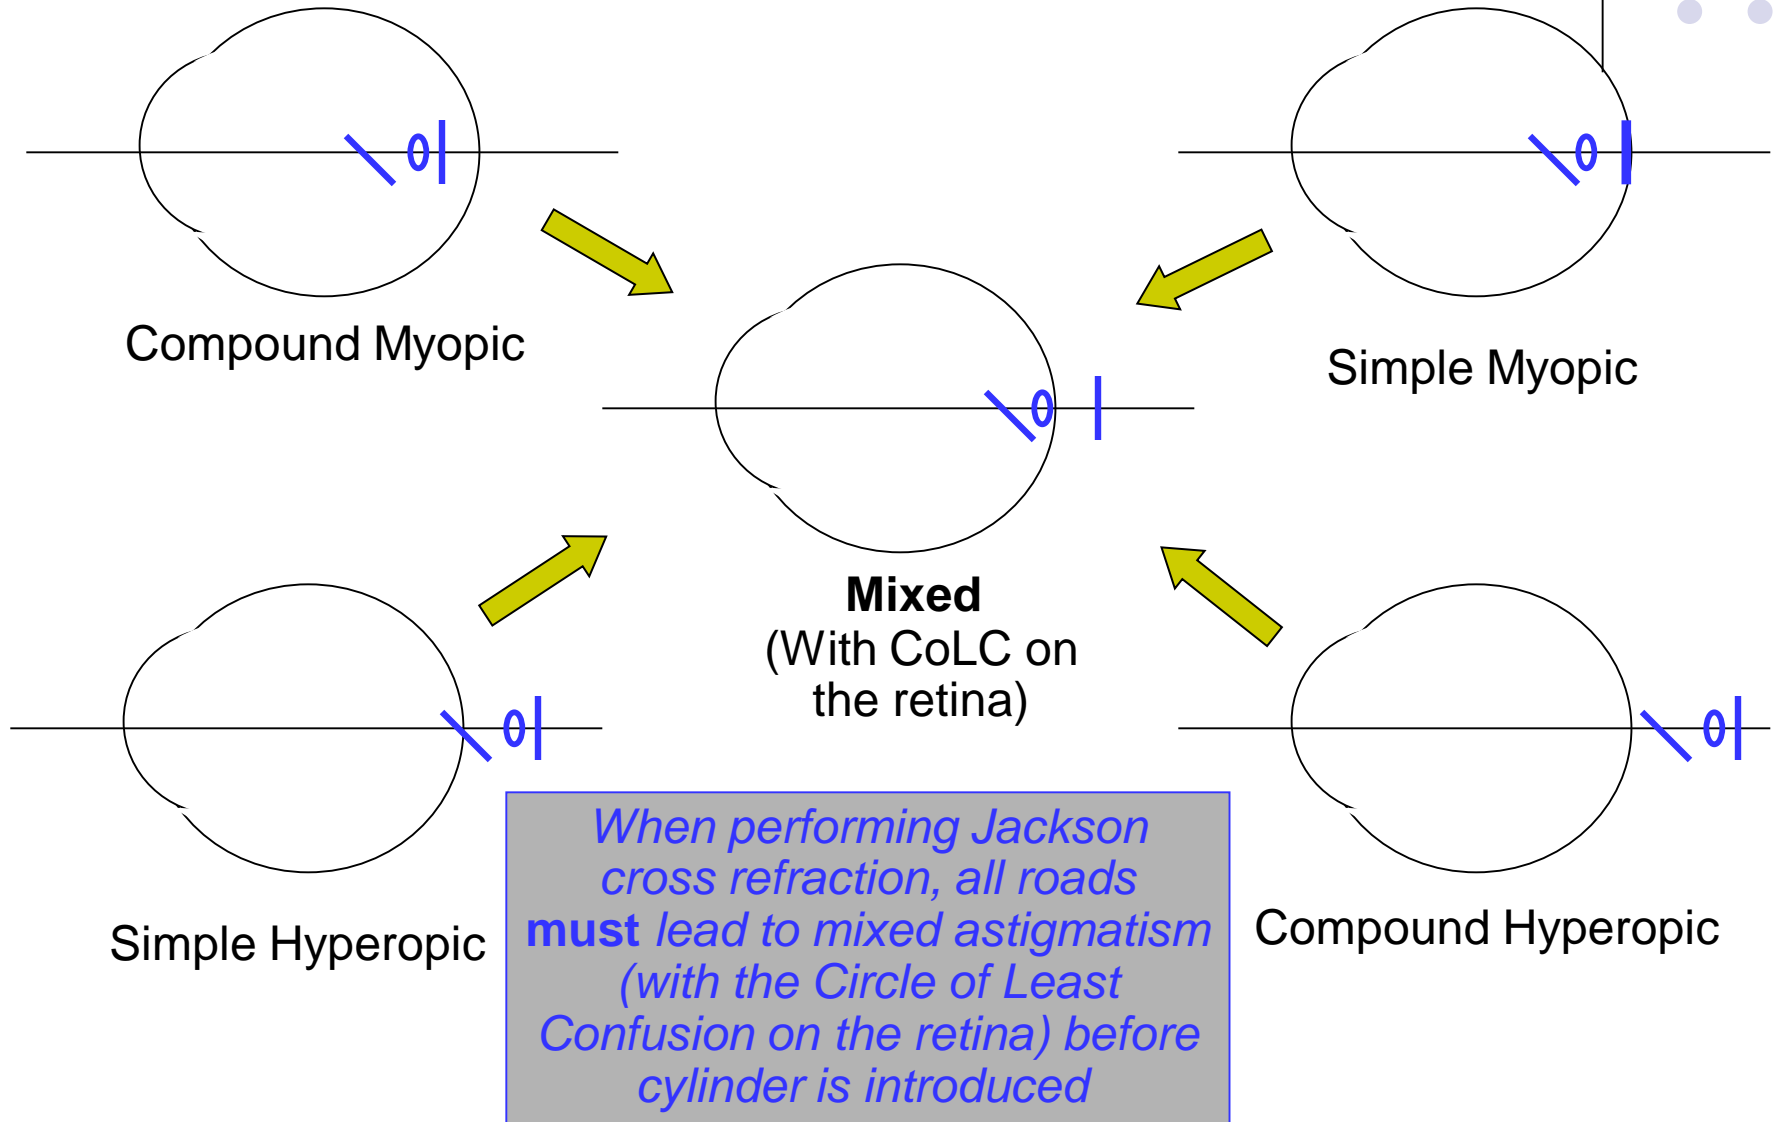 Compound Myopic
Simple Myopic
Mixed
(With CoLC on
the retina)
Simple Hyperopic
Compound Hyperopic
When performing Jackson
cross refraction, all roads
must lead to mixed astigmatism
(with the Circle of Least
Confusion on the retina) before
cylinder is introduced